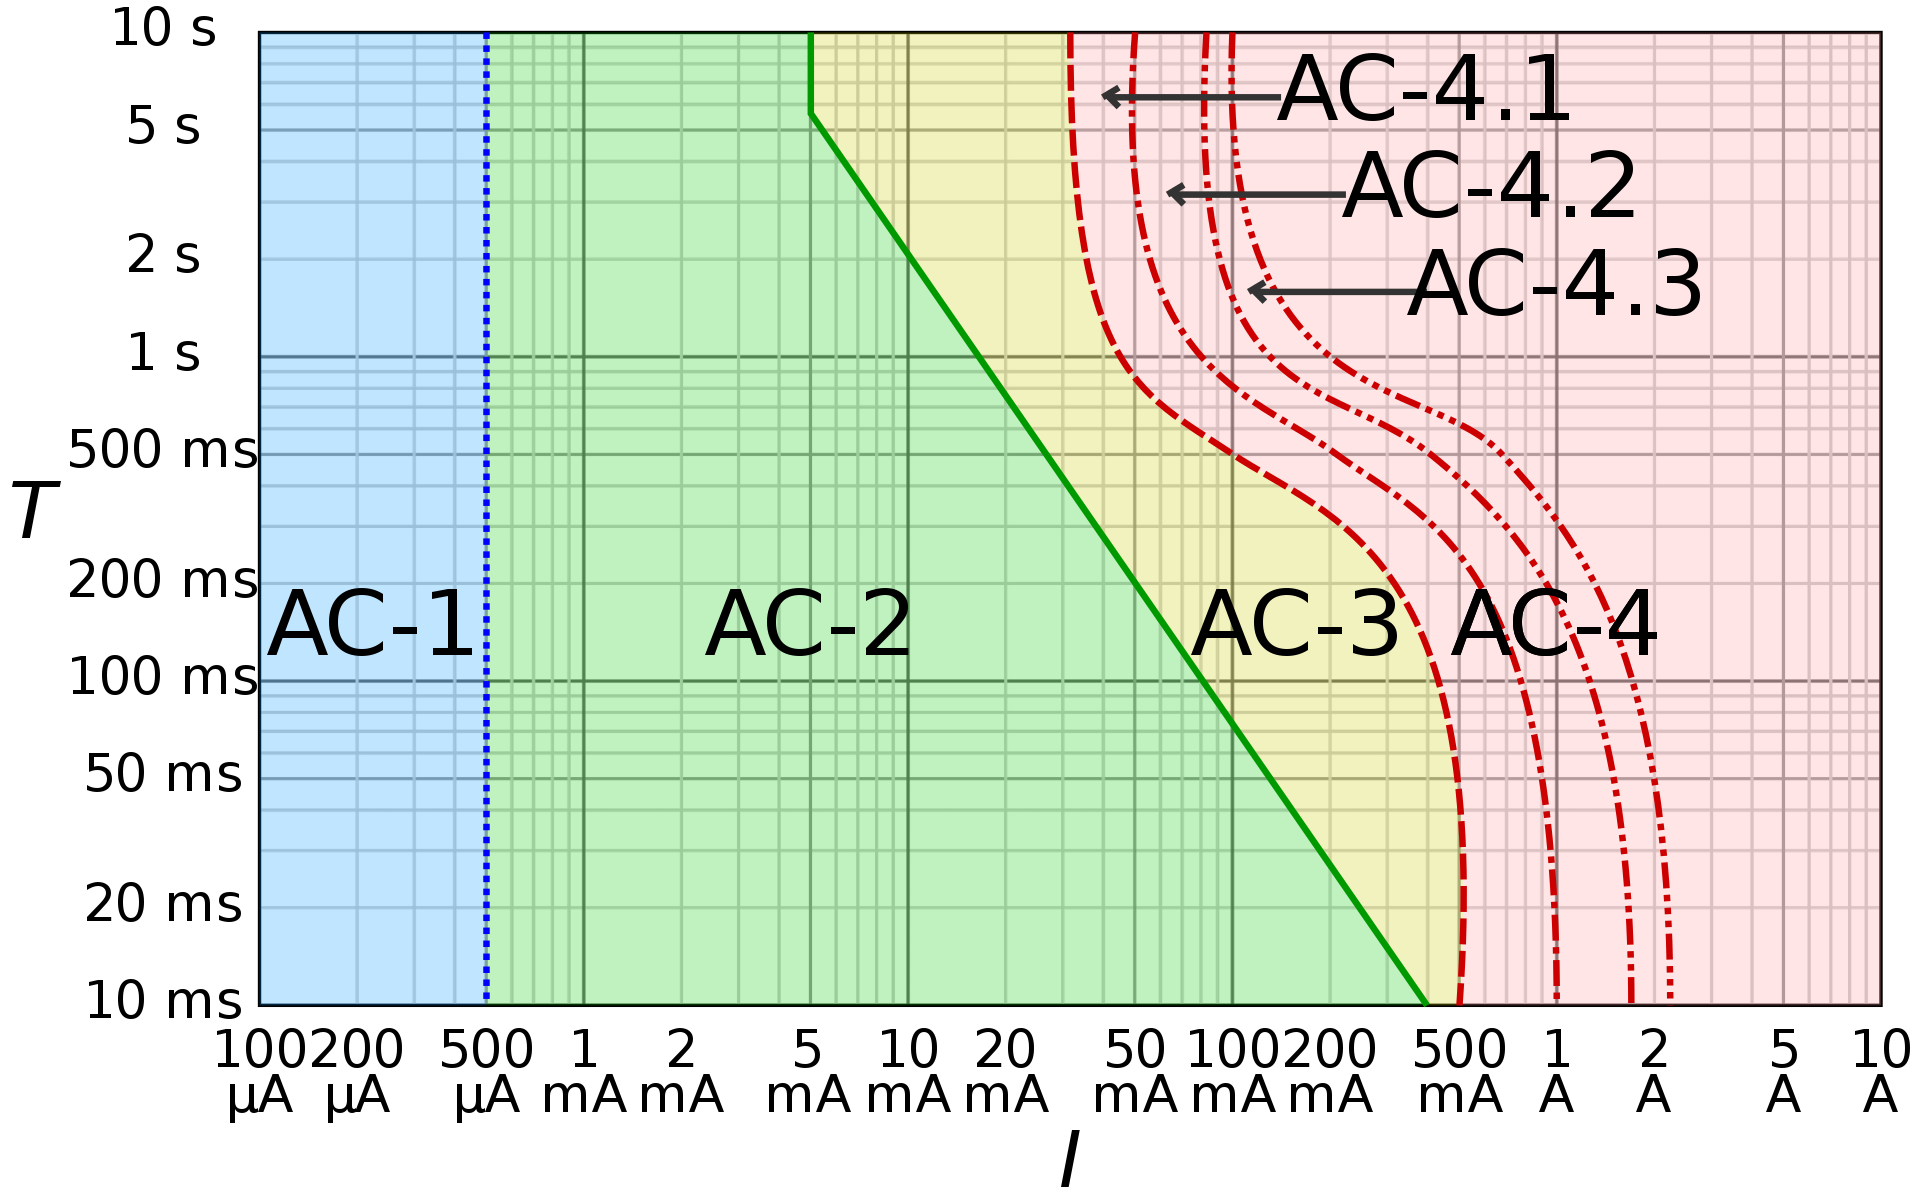 10 s
5 s
2 s
1 s
500 ms
200 ms
100 ms
50 ms
20 ms
10 ms
T
AC-4.1
AC-4.2
AC-4.3
AC-1 AC-2 AC-3 AC-4
100 200 500 1 2 5 10 20 50 100 200 500 1 2 5 10
µA µA µA mA mA mA mA mA mA mA mA mA A A A A
I